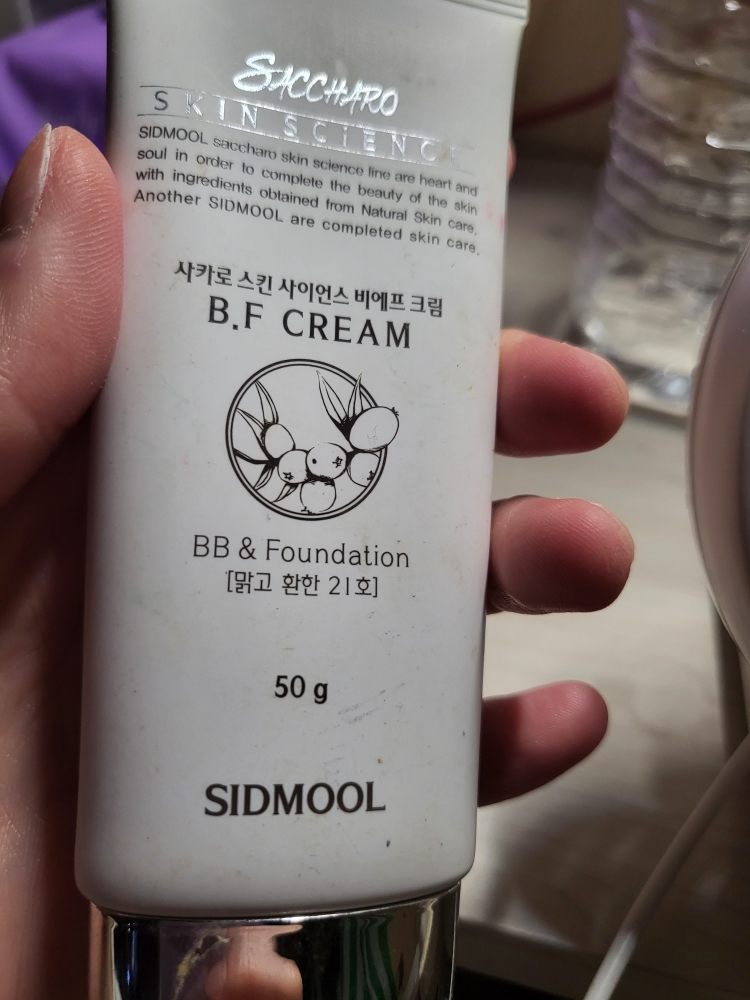 SACCHARO
SKIN SCIENCE
SIDMOOL saccharo skin science line are heart and
soul in order to complete the beauty of the skin
with ingredients obtained from Natural Skin care.
Another SIDMOOL are completed skin care.
사카로 스킨 사이언스 비에프 크림
B.F CREAM
BB & Foundation
[맑고 환한 21호]
50 g
SIDMOOL